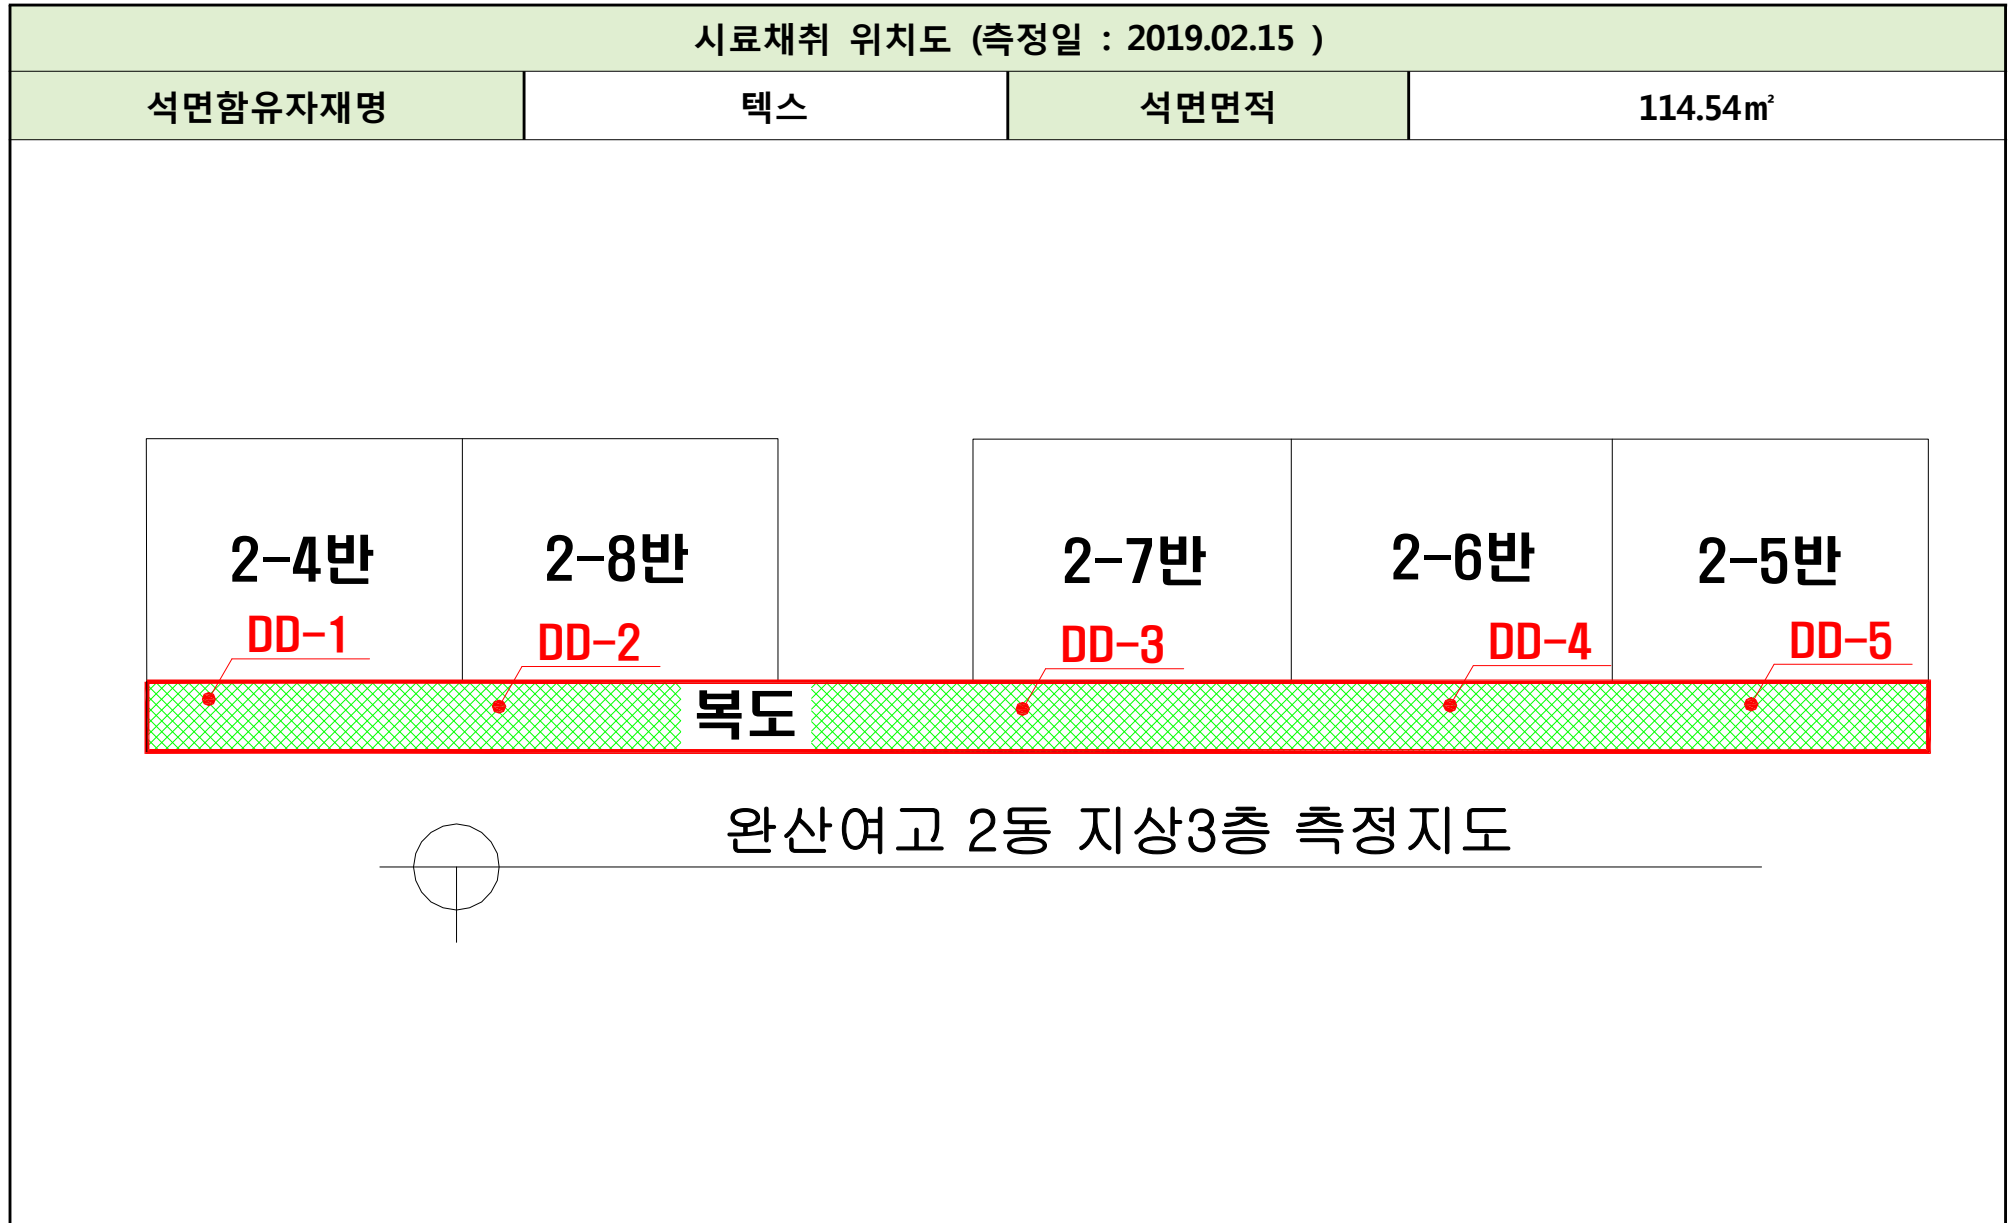 시료채취 위치도 (측정일 : 2019.02.15 )
석면함유자재명 텍스 석면면적 114.54㎡
2-4반 2-8반 2-7반 2-6반 2-5반
DD-1 DD-2 DD-3 DD-4 DD-5
복도
완산여고 2동 지상3층 측정지도